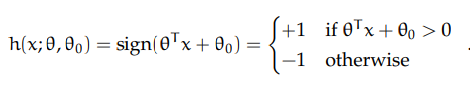 h(x; θ, θ₀) = sign(θᵀx + θ₀) = { +1 if θᵀx + θ₀ > 0
−1 otherwise .